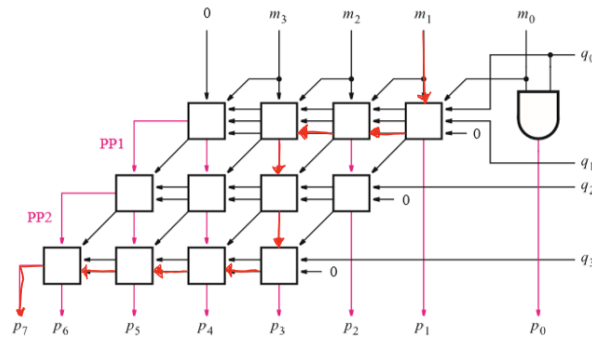 0 m₃ m₂ m₁ m₀
q₀
PP1
0
q₁
q₂
PP2
0
q₃
0
p₇ p₆ p₅ p₄ p₃ p₂ p₁ p₀